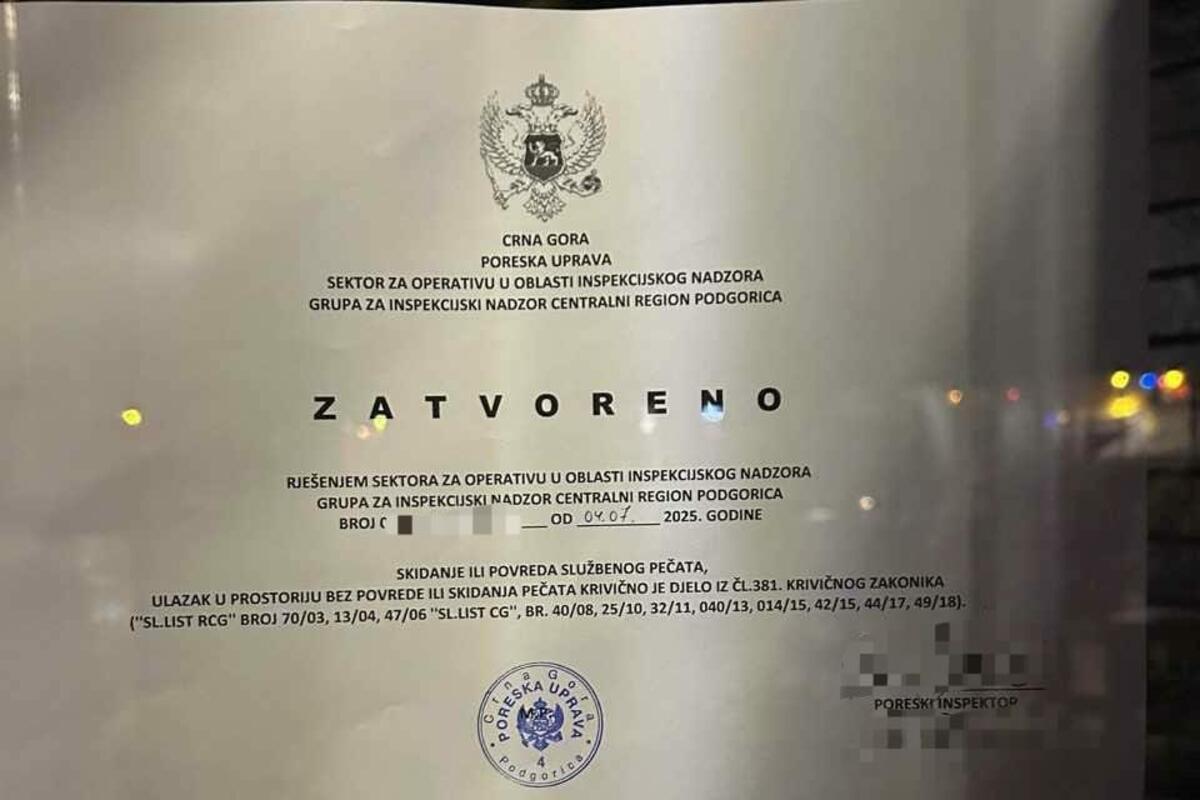 CRNA GORA
PORESKA UPRAVA
SEKTOR ZA OPERATIVU U OBLASTI INSPEKCIJSKOG NADZORA
GRUPA ZA INSPEKCIJSKI NADZOR CENTRALNI REGION PODGORICA
ZATVORENO
RJEŠENJEM SEKTORA ZA OPERATIVU U OBLASTI INSPEKCIJSKOG NADZORA
GRUPA ZA INSPEKCIJSKI NADZOR CENTRALNI REGION PODGORICA
BROJ OD 04.07. 2025. GODINE
SKIDANJE ILI POVREDA SLUŽBENOG PEČATA,
ULAZAK U PROSTORIJU BEZ POVREDE ILI SKIDANJA PEČATA KRIVIČNO JE DJELO IZ ČL.381. KRIVIČNOG ZAKONIKA
("SL.LIST RCG" BROJ 70/03, 13/04, 47/06 "SL.LIST CG", BR. 40/08, 25/10, 32/11, 040/13, 014/15, 42/15, 44/17, 49/18).
Crna Gora
PORESKA UPRAVA
M.P.
4
Podgorica
PORESKI INSPEKTOR